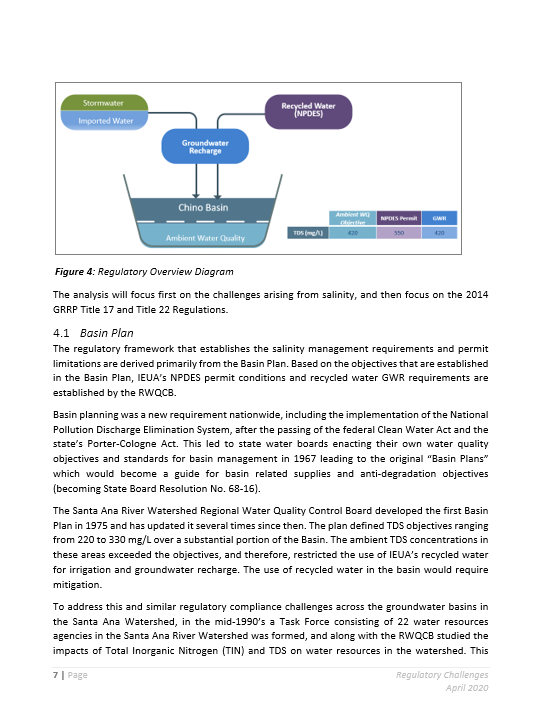 Stormwater
Imported Water
Recycled Water
(NPDES)
Groundwater
Recharge
Chino Basin
Ambient Water Quality
Ambient WQ
Objective
NPDES Permit
GWR
TDS (mg/L)
420
550
420
Figure 4: Regulatory Overview Diagram
The analysis will focus first on the challenges arising from salinity, and then focus on the 2014
GRRP Title 17 and Title 22 Regulations.
4.1 Basin Plan
The regulatory framework that establishes the salinity management requirements and permit
limitations are derived primarily from the Basin Plan. Based on the objectives that are established
in the Basin Plan, IEUA's NPDES permit conditions and recycled water GWR requirements are
established by the RWQCB.
Basin planning was a new requirement nationwide, including the implementation of the National
Pollution Discharge Elimination System, after the passing of the federal Clean Water Act and the
state's Porter-Cologne Act. This led to state water boards enacting their own water quality
objectives and standards for basin management in 1967 leading to the original "Basin Plans"
which would become a guide for basin related supplies and anti-degradation objectives
(becoming State Board Resolution No. 68-16).
The Santa Ana River Watershed Regional Water Quality Control Board developed the first Basin
Plan in 1975 and has updated it several times since then. The plan defined TDS objectives ranging
from 220 to 330 mg/L over a substantial portion of the Basin. The ambient TDS concentrations in
these areas exceeded the objectives, and therefore, restricted the use of IEUA's recycled water
for irrigation and groundwater recharge. The use of recycled water in the basin would require
mitigation.
To address this and similar regulatory compliance challenges across the groundwater basins in
the Santa Ana Watershed, in the mid-1990's a Task Force consisting of 22 water resources
agencies in the Santa Ana River Watershed was formed, and along with the RWQCB studied the
impacts of Total Inorganic Nitrogen (TIN) and TDS on water resources in the watershed. This
7 | Page
Regulatory Challenges
April 2020